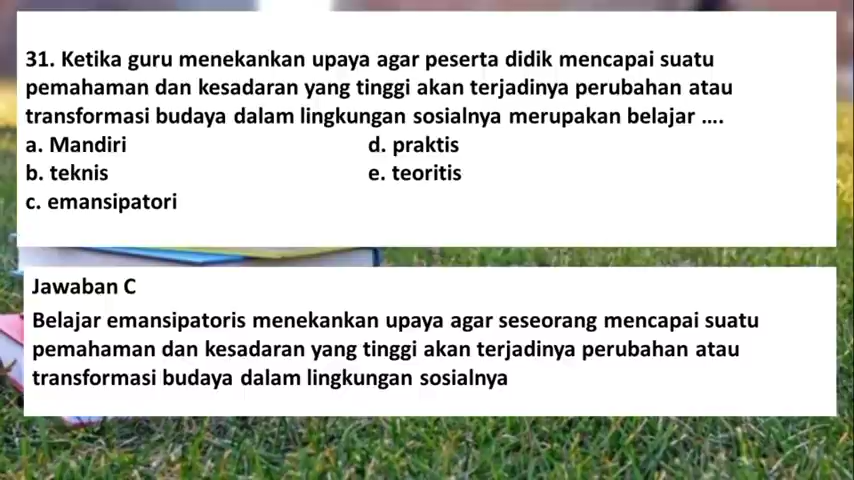 31. Ketika guru menekankan upaya agar peserta didik mencapai suatu
pemahaman dan kesadaran yang tinggi akan terjadinya perubahan atau
transformasi budaya dalam lingkungan sosialnya merupakan belajar ....
a. Mandiri
d. praktis
b. teknis
e. teoritis
c. emansipatori
Jawaban C
Belajar emansipatoris menekankan upaya agar seseorang mencapai suatu
pemahaman dan kesadaran yang tinggi akan terjadinya perubahan atau
transformasi budaya dalam lingkungan sosialnya